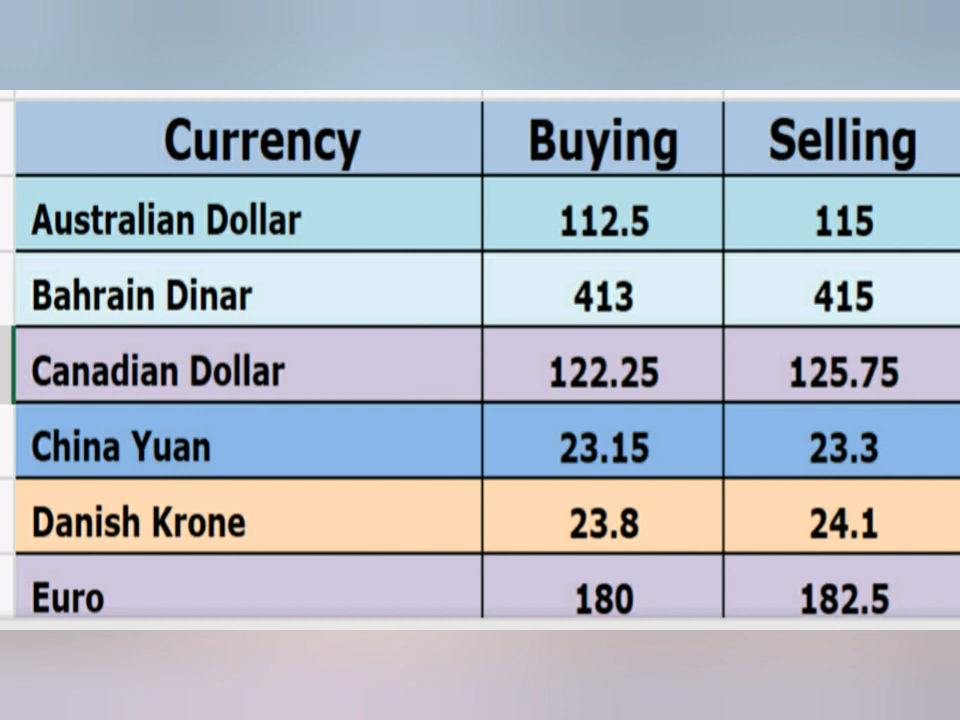 Currency Buying Selling
Australian Dollar 112.5 115
Bahrain Dinar 413 415
Canadian Dollar 122.25 125.75
China Yuan 23.15 23.3
Danish Krone 23.8 24.1
Euro 180 182.5